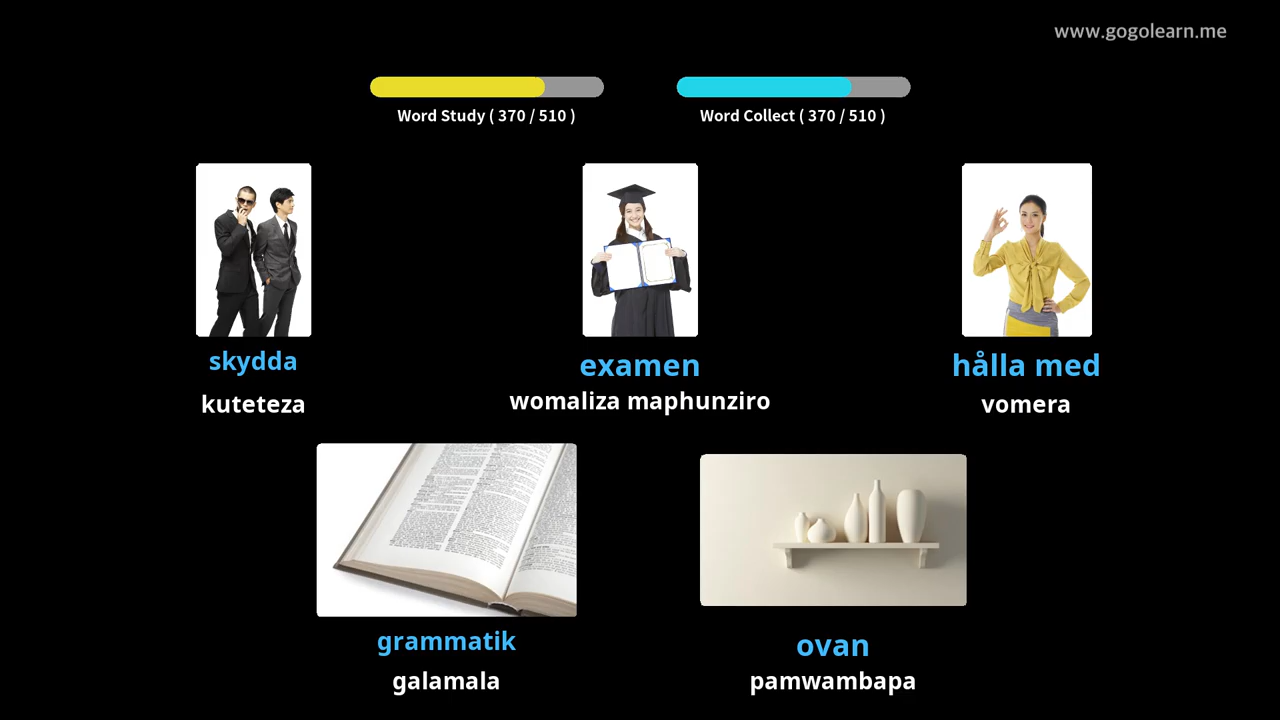 www.gogolearn.me
Word Study ( 370 / 510 )
Word Collect ( 370 / 510 )
skydda
kuteteza
examen
womaliza maphunziro
hålla med
vomera
grammatik
galamala
ovan
pamwambapa